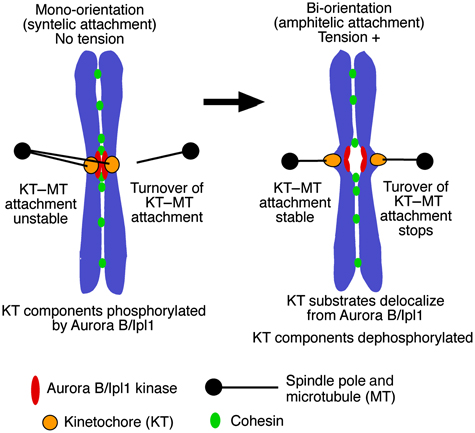 Mono-orientation
(syntelic attachment)
No tension
Bi-orientation
(amphitelic attachment)
Tension +
KT–MT
attachment
unstable
Turnover of
KT–MT
attachment
KT–MT
attachment
stable
Turover of
KT–MT
attachment
stops
KT components phosphorylated
by Aurora B/Ipl1
KT substrates delocalize
from Aurora B/Ipl1
KT components dephosphorylated
Aurora B/Ipl1 kinase
Spindle pole and
microtubule (MT)
Kinetochore (KT)
Cohesin